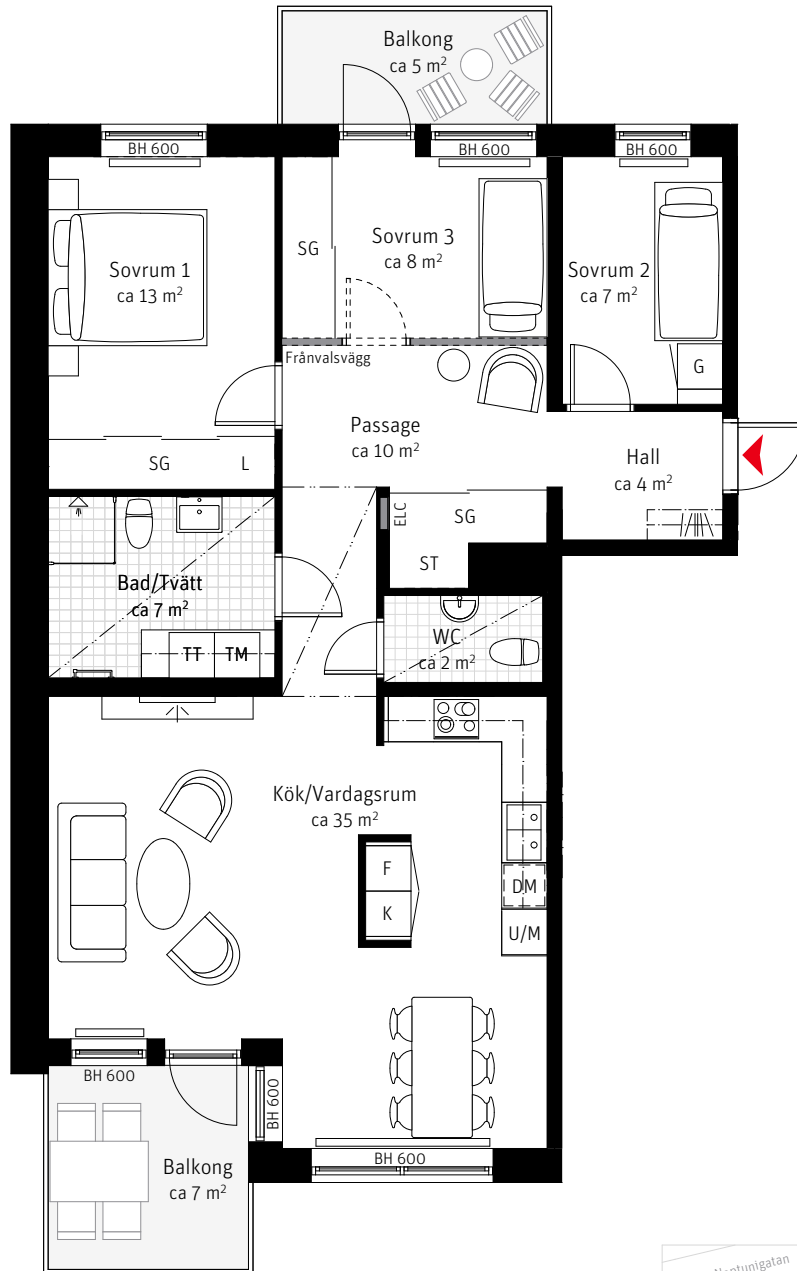 Balkong
ca 5 m²
BH 600
BH 600
BH 600
Sovrum 1
ca 13 m²
SG
Sovrum 3
ca 8 m²
Sovrum 2
ca 7 m²
G
Frånvalsvägg
Passage
ca 10 m²
Hall
ca 4 m²
SG
L
ELC
SG
ST
Bad/Tvätt
ca 7 m²
TT
TM
WC
ca 2 m²
Kök/Vardagsrum
ca 35 m²
F
K
DM
U/M
BH 600
BH 600
BH 600
Balkong
ca 7 m²
Neptunigatan